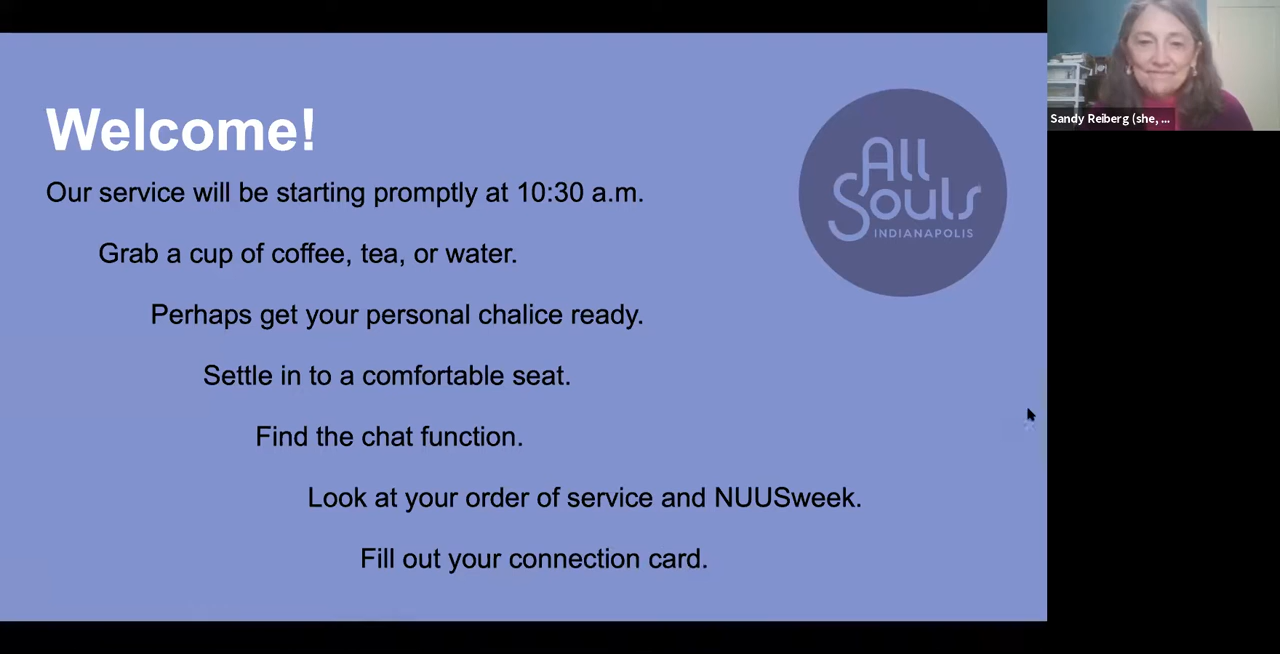 Welcome!
Our service will be starting promptly at 10:30 a.m.
Grab a cup of coffee, tea, or water.
Perhaps get your personal chalice ready.
Settle in to a comfortable seat.
Find the chat function.
Look at your order of service and NUUSweek.
Fill out your connection card.
All
Souls
INDIANAPOLIS
Sandy Reiberg (she, ...